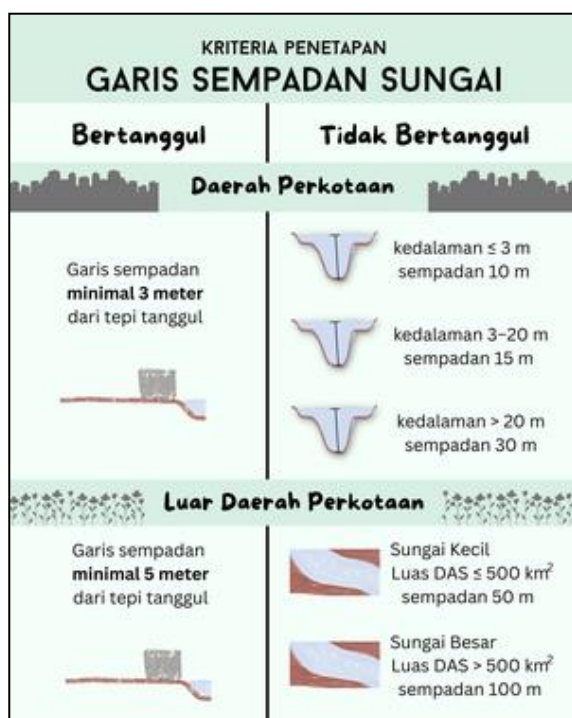 KRITERIA PENETAPAN
GARIS SEMPADAN SUNGAI
Bertanggul
Tidak Bertanggul
Daerah Perkotaan
Garis sempadan
minimal 3 meter
dari tepi tanggul
kedalaman ≤ 3 m
sempadan 10 m
kedalaman 3–20 m
sempadan 15 m
kedalaman > 20 m
sempadan 30 m
Luar Daerah Perkotaan
Garis sempadan
minimal 5 meter
dari tepi tanggul
Sungai Kecil
Luas DAS ≤ 500 km²
sempadan 50 m
Sungai Besar
Luas DAS > 500 km²
sempadan 100 m